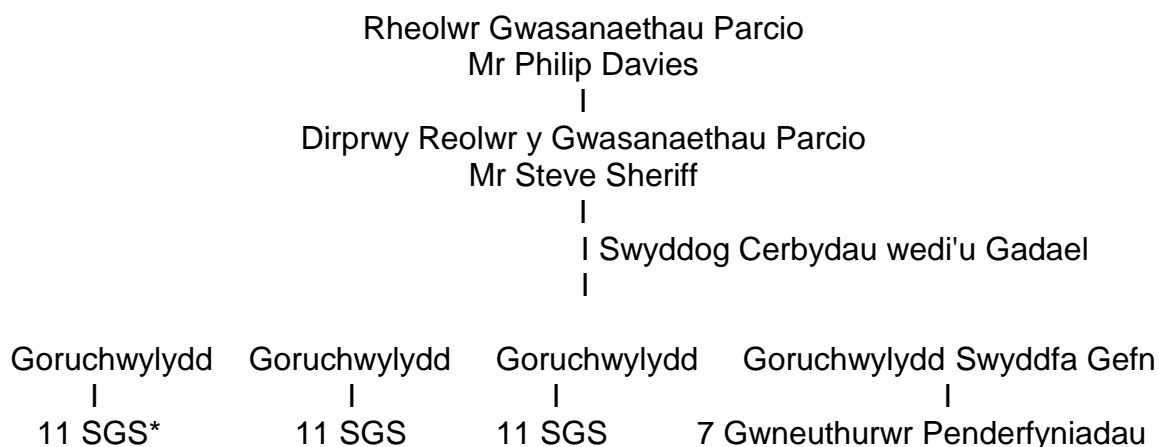 Rheolwr Gwasanaethau Parcio
Mr Philip Davies
I
Dirprwy Reolwr y Gwasanaethau Parcio
Mr Steve Sheriff
I
I Swyddog Cerbydau wedi'u Gadael
I
Goruchwylydd Goruchwylydd Goruchwylydd Goruchwylydd Swyddfa Gefn
I I I I
11 SGS* 11 SGS 11 SGS 7 Gwneuthurwr Penderfyniadau